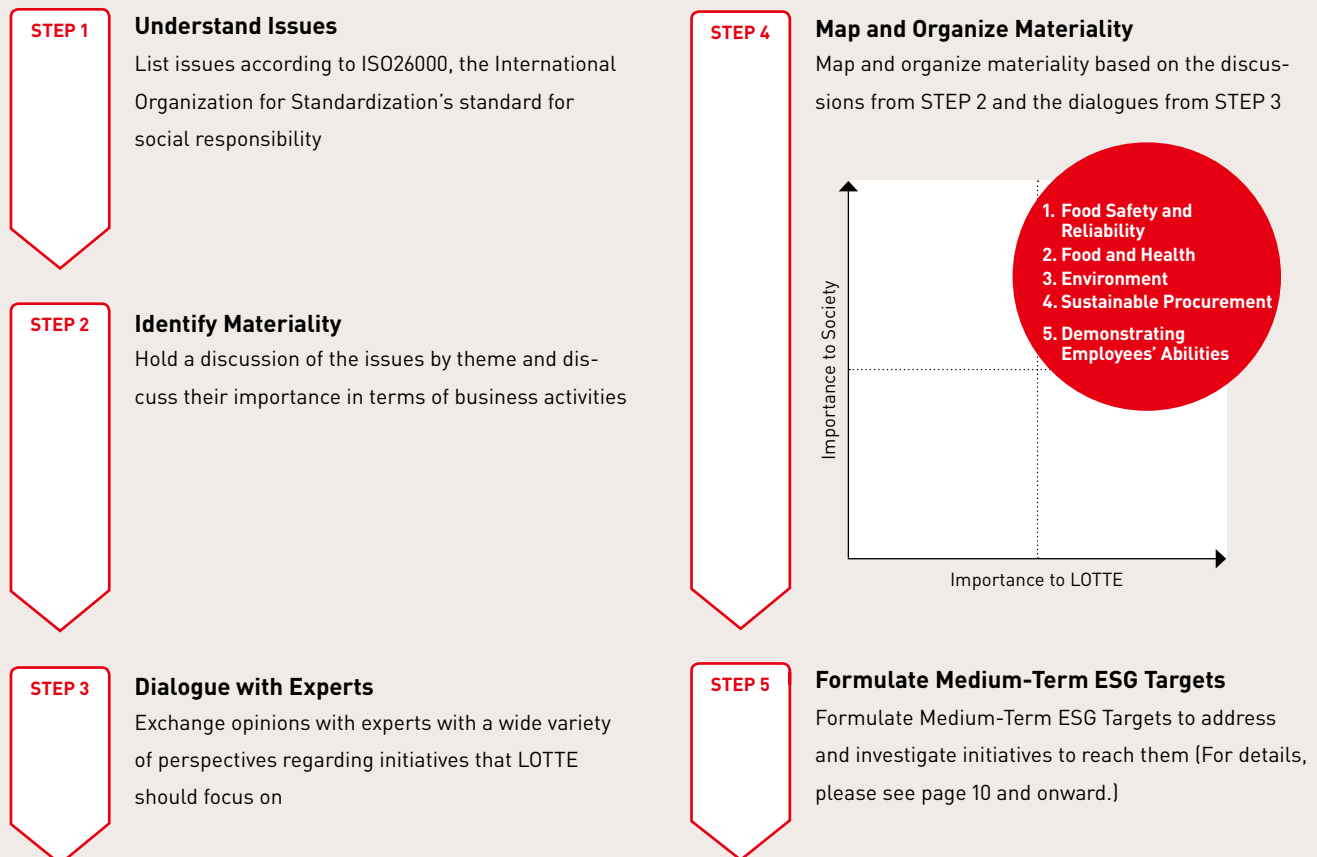 STEP 1
Understand Issues
List issues according to ISO26000, the International
Organization for Standardization's standard for
social responsibility
STEP 2
Identify Materiality
Hold a discussion of the issues by theme and dis-
cuss their importance in terms of business activities
STEP 3
Dialogue with Experts
Exchange opinions with experts with a wide variety
of perspectives regarding initiatives that LOTTE
should focus on
STEP 4
Map and Organize Materiality
Map and organize materiality based on the discus-
sions from STEP 2 and the dialogues from STEP 3
Importance to Society
1. Food Safety and
Reliability
2. Food and Health
3. Environment
4. Sustainable Procurement
5. Demonstrating
Employees' Abilities
Importance to LOTTE
STEP 5
Formulate Medium-Term ESG Targets
Formulate Medium-Term ESG Targets to address
and investigate initiatives to reach them (For details,
please see page 10 and onward.)